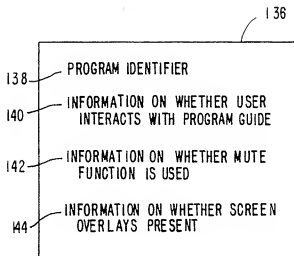 136
138 PROGRAM IDENTIFIER
140 INFORMATION ON WHETHER USER
INTERACTS WITH PROGRAM GUIDE
142 INFORMATION ON WHETHER MUTE
FUNCTION IS USED
144 INFORMATION ON WHETHER SCREEN
OVERLAYS PRESENT